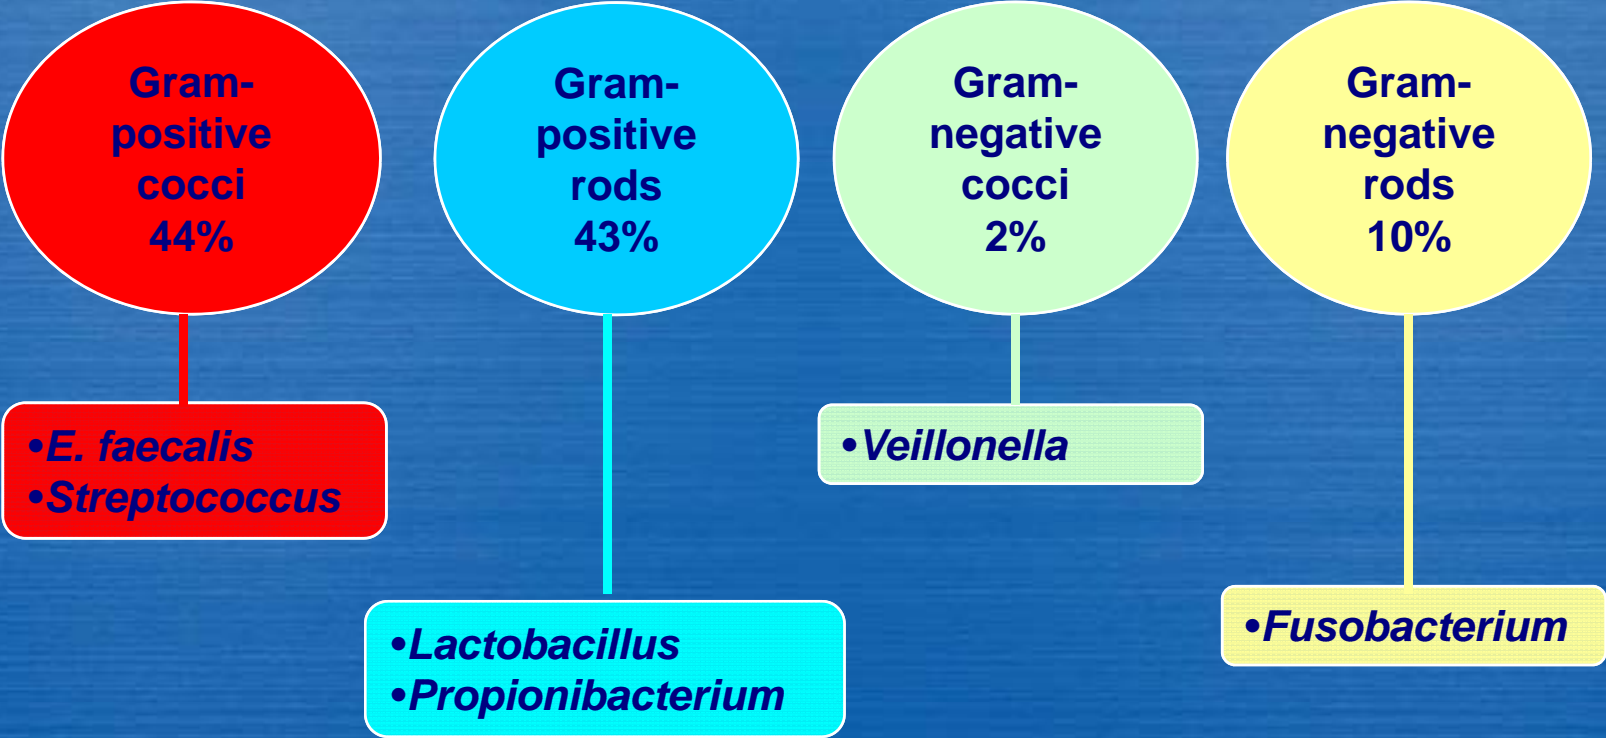 Gram-
positive
cocci
44%
Gram-
positive
rods
43%
Gram-
negative
cocci
2%
Gram-
negative
rods
10%
•E. faecalis
•Streptococcus
•Lactobacillus
•Propionibacterium
•Veillonella
•Fusobacterium